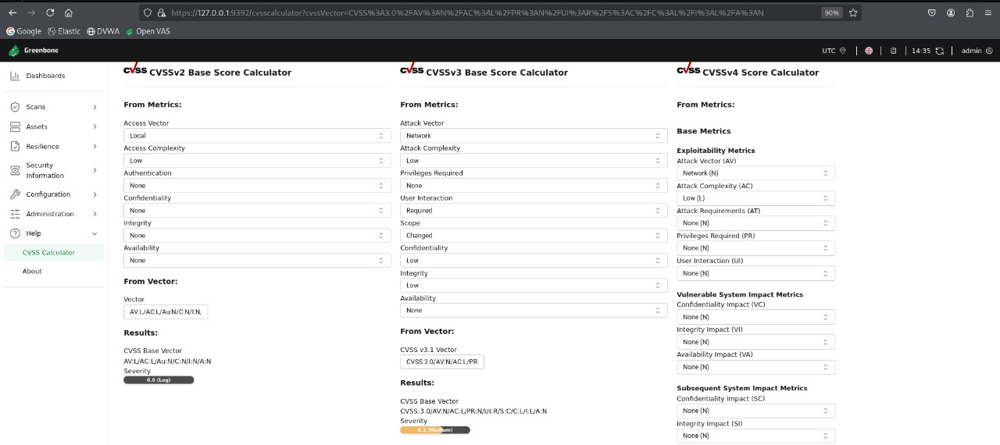 https://127.0.0.1:9392/cvsscalculator?cvssVector=CVSS%3A3.0%2FAV%3AN%2FAC%3AL%2FPR%3AN%2FUI%3AR%2FS%3AC%2FC%3AL%2FI%3AL%2FA%3AN
90%
Google Elastic DVWA Open VAS
Greenbone
UTC 14:35 admin
Dashboards
Scans
Assets
Resilience
Security
Information
Configuration
Administration
Help
CVSS Calculator
About
CVSS CVSSv2 Base Score Calculator
From Metrics:
Access Vector
Local
Access Complexity
Low
Authentication
None
Confidentiality
None
Integrity
None
Availability
None
From Vector:
Vector
AV:L/AC:L/Au:N/C:N/I:N,
Results:
CVSS Base Vector
AV:L/AC:L/Au:N/C:N/I:N/A:N
Severity
0.0 (Log)
CVSS CVSSv3 Base Score Calculator
From Metrics:
Attack Vector
Network
Attack Complexity
Low
Privileges Required
None
User Interaction
Required
Scope
Changed
Confidentiality
Low
Integrity
Low
Availability
None
From Vector:
CVSS v3.1 Vector
CVSS:3.0/AV:N/AC:L/PR
Results:
CVSS Base Vector
CVSS:3.0/AV:N/AC:L/PR:N/UI:R/S:C/C:L/I:L/A:N
Severity
6.1 (Medium)
CVSS CVSSv4 Score Calculator
From Metrics:
Base Metrics
Exploitability Metrics
Attack Vector (AV)
Network (N)
Attack Complexity (AC)
Low (L)
Attack Requirements (AT)
None (N)
Privileges Required (PR)
None (N)
User Interaction (UI)
None (N)
Vulnerable System Impact Metrics
Confidentiality Impact (VC)
None (N)
Integrity Impact (VI)
None (N)
Availability Impact (VA)
None (N)
Subsequent System Impact Metrics
Confidentiality Impact (SC)
None (N)
Integrity Impact (SI)
None (N)